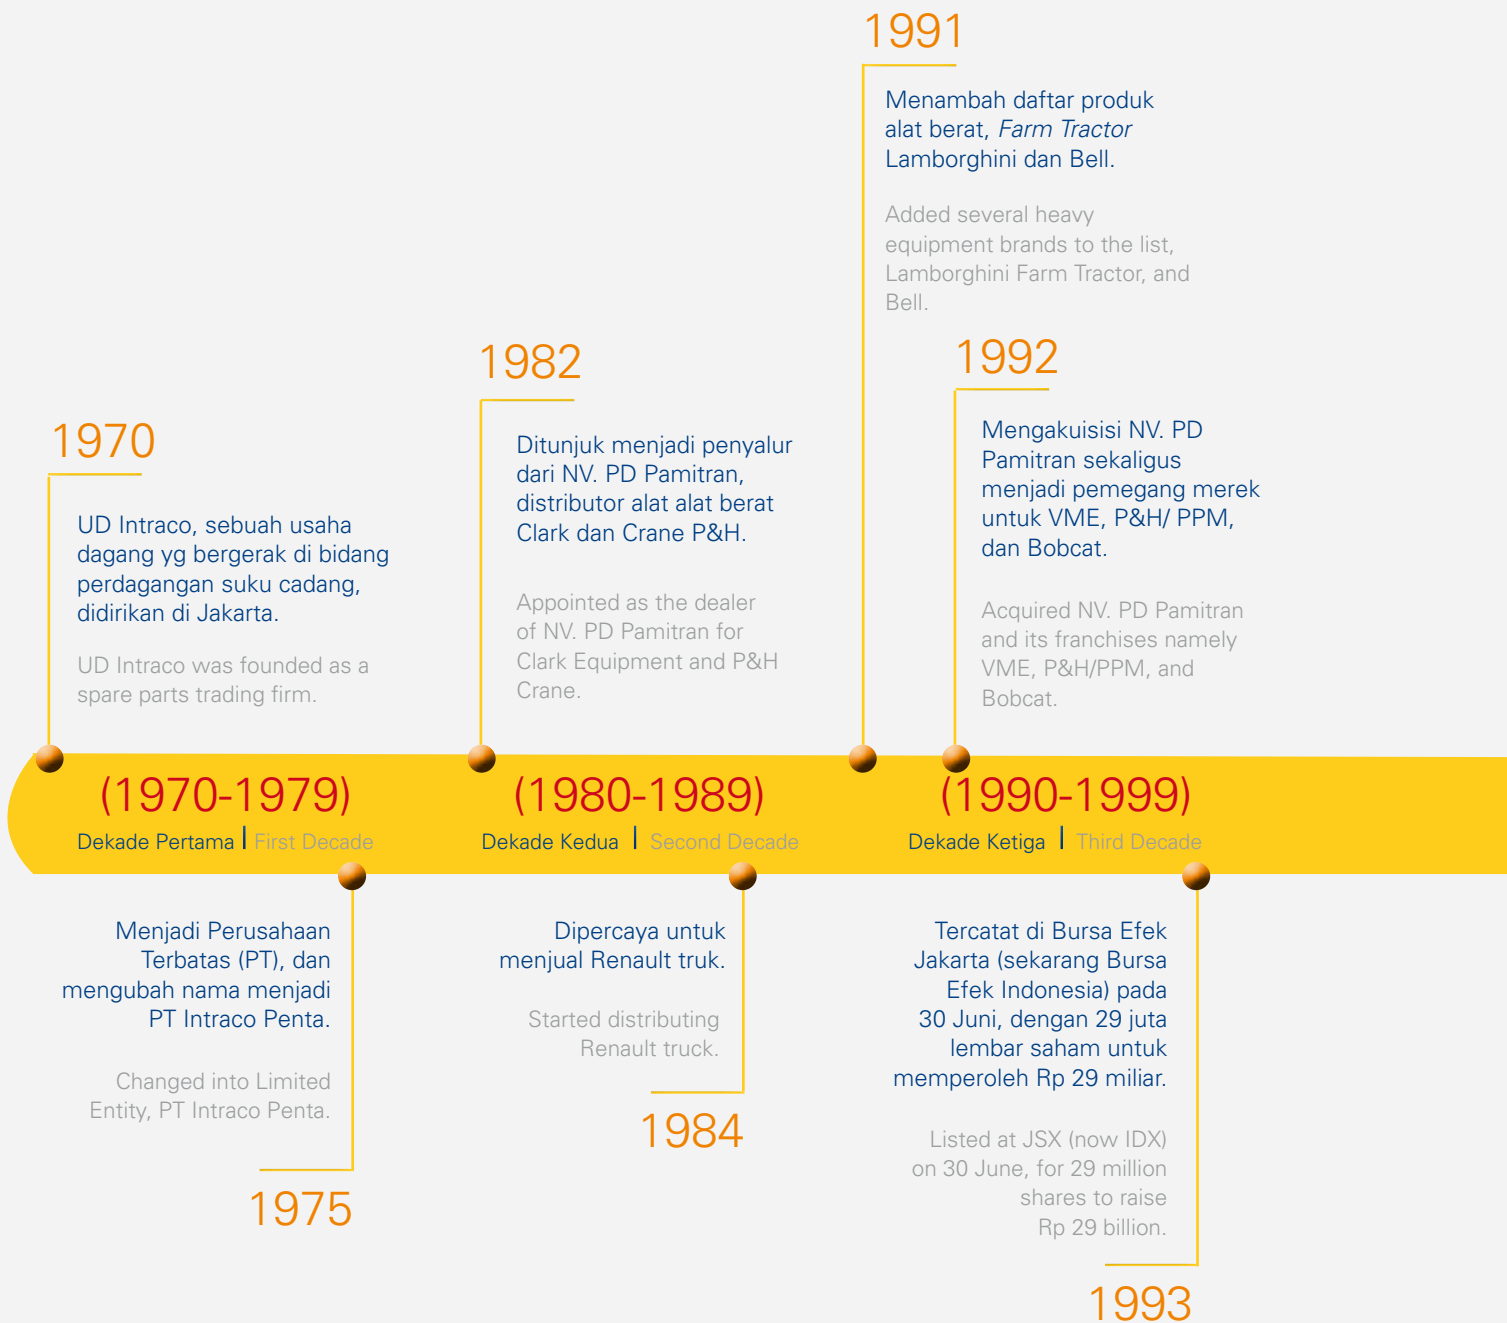 1991
Menambah daftar produk
alat berat, Farm Tractor
Lamborghini dan Bell.
Added several heavy
equipment brands to the list,
Lamborghini Farm Tractor, and
Bell.
1982
1992
1970
Ditunjuk menjadi penyalur
dari NV. PD Pamitran,
distributor alat alat berat
Clark dan Crane P&H.
Appointed as the dealer
of NV. PD Pamitran for
Clark Equipment and P&H
Crane.
Mengakuisisi NV. PD
Pamitran sekaligus
menjadi pemegang merek
untuk VME, P&H/ PPM,
dan Bobcat.
Acquired NV. PD Pamitran
and its franchises namely
VME, P&H/PPM, and
Bobcat.
UD Intraco, sebuah usaha
dagang yg bergerak di bidang
perdagangan suku cadang,
didirikan di Jakarta.
UD Intraco was founded as a
spare parts trading firm.
(1970-1979)
Dekade Pertama | First Decade
(1980-1989)
Dekade Kedua | Second Decade
(1990-1999)
Dekade Ketiga | Third Decade
Menjadi Perusahaan
Terbatas (PT), dan
mengubah nama menjadi
PT Intraco Penta.
Changed into Limited
Entity, PT Intraco Penta.
1975
Dipercaya untuk
menjual Renault truk.
Started distributing
Renault truck.
1984
Tercatat di Bursa Efek
Jakarta (sekarang Bursa
Efek Indonesia) pada
30 Juni, dengan 29 juta
lembar saham untuk
memperoleh Rp 29 miliar.
Listed at JSX (now IDX)
on 30 June, for 29 million
shares to raise
Rp 29 billion.
1993